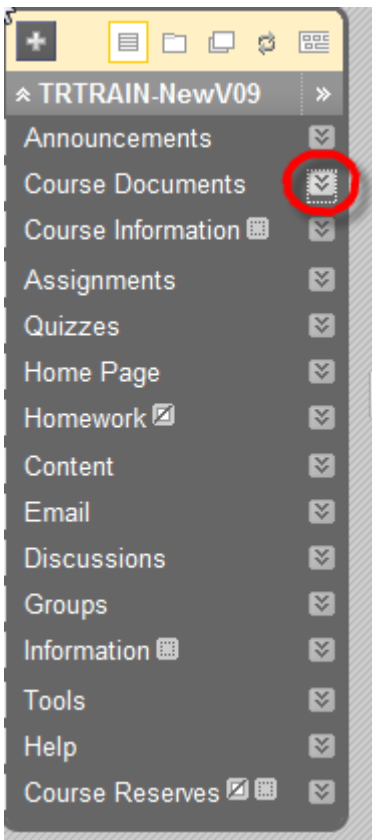 TRTRAIN-NewV09
Announcements
Course Documents
Course Information
Assignments
Quizzes
Home Page
Homework
Content
Email
Discussions
Groups
Information
Tools
Help
Course Reserves